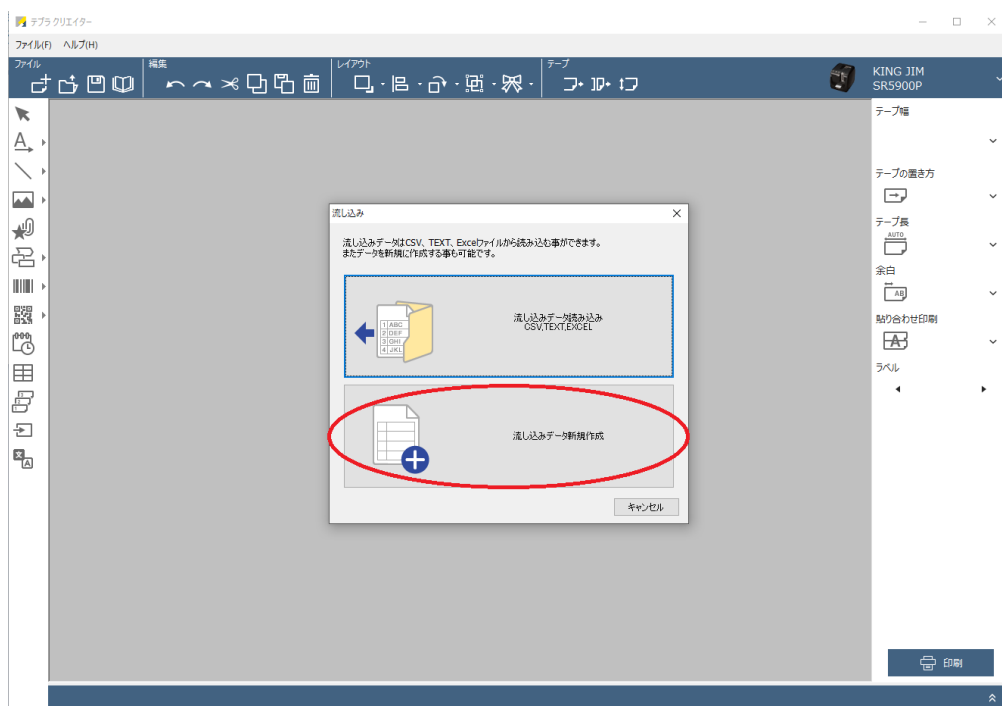 テプラ クリエイター
ファイル(F) ヘルプ(H)
ファイル 編集 レイアウト テープ
KING JIM
SR5900P
テープ幅
テープの置き方
テープ長
AUTO
余白
AB
貼り合わせ印刷
A
ラベル
流し込み
流し込みデータはCSV、TEXT、Excelファイルから読み込む事ができます。
またデータを新規に作成する事も可能です。
1 ABC
2 DEF
3 GHI
4 JKL
流し込みデータ読み込み
CSV,TEXT,EXCEL
流し込みデータ新規作成
キャンセル
印刷